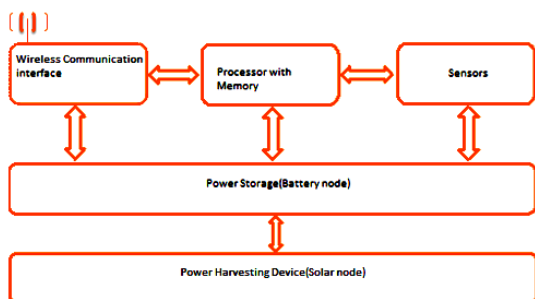 Wireless Communication
interface
Processor with
Memory
Sensors
Power Storage(Battery node)
Power Harvesting Device(Solar node)